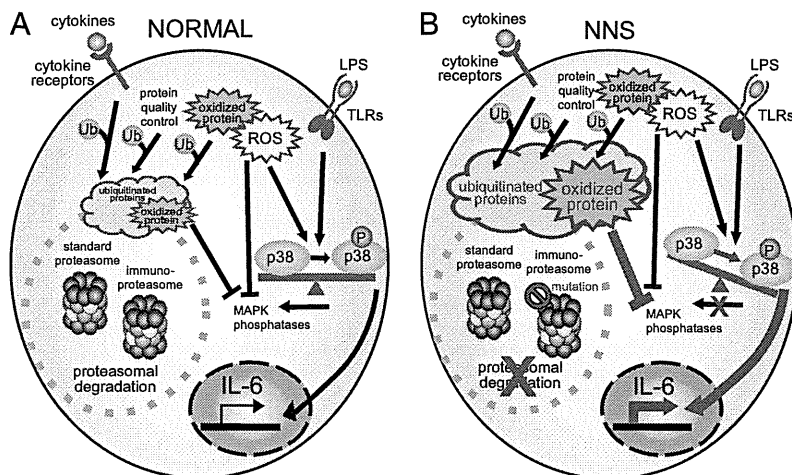 A
NORMAL
cytokines
cytokine
receptors
protein
quality
control
oxidized
protein
ROS
LPS
TLRs
Ub
Ub
Ub
ubiquitinated
proteins
oxidized
protein
standard
proteasome
immuno-
proteasome
proteasomal
degradation
p38
P
p38
MAPK
phosphatases
IL-6
B
NNS
cytokines
cytokine
receptors
protein
quality
control
oxidized
protein
ROS
LPS
TLRs
Ub
Ub
Ub
ubiquitinated
proteins
oxidized
protein
standard
proteasome
immuno-
proteasome
mutation
proteasomal
degradation
p38
P
p38
MAPK
phosphatases
IL-6